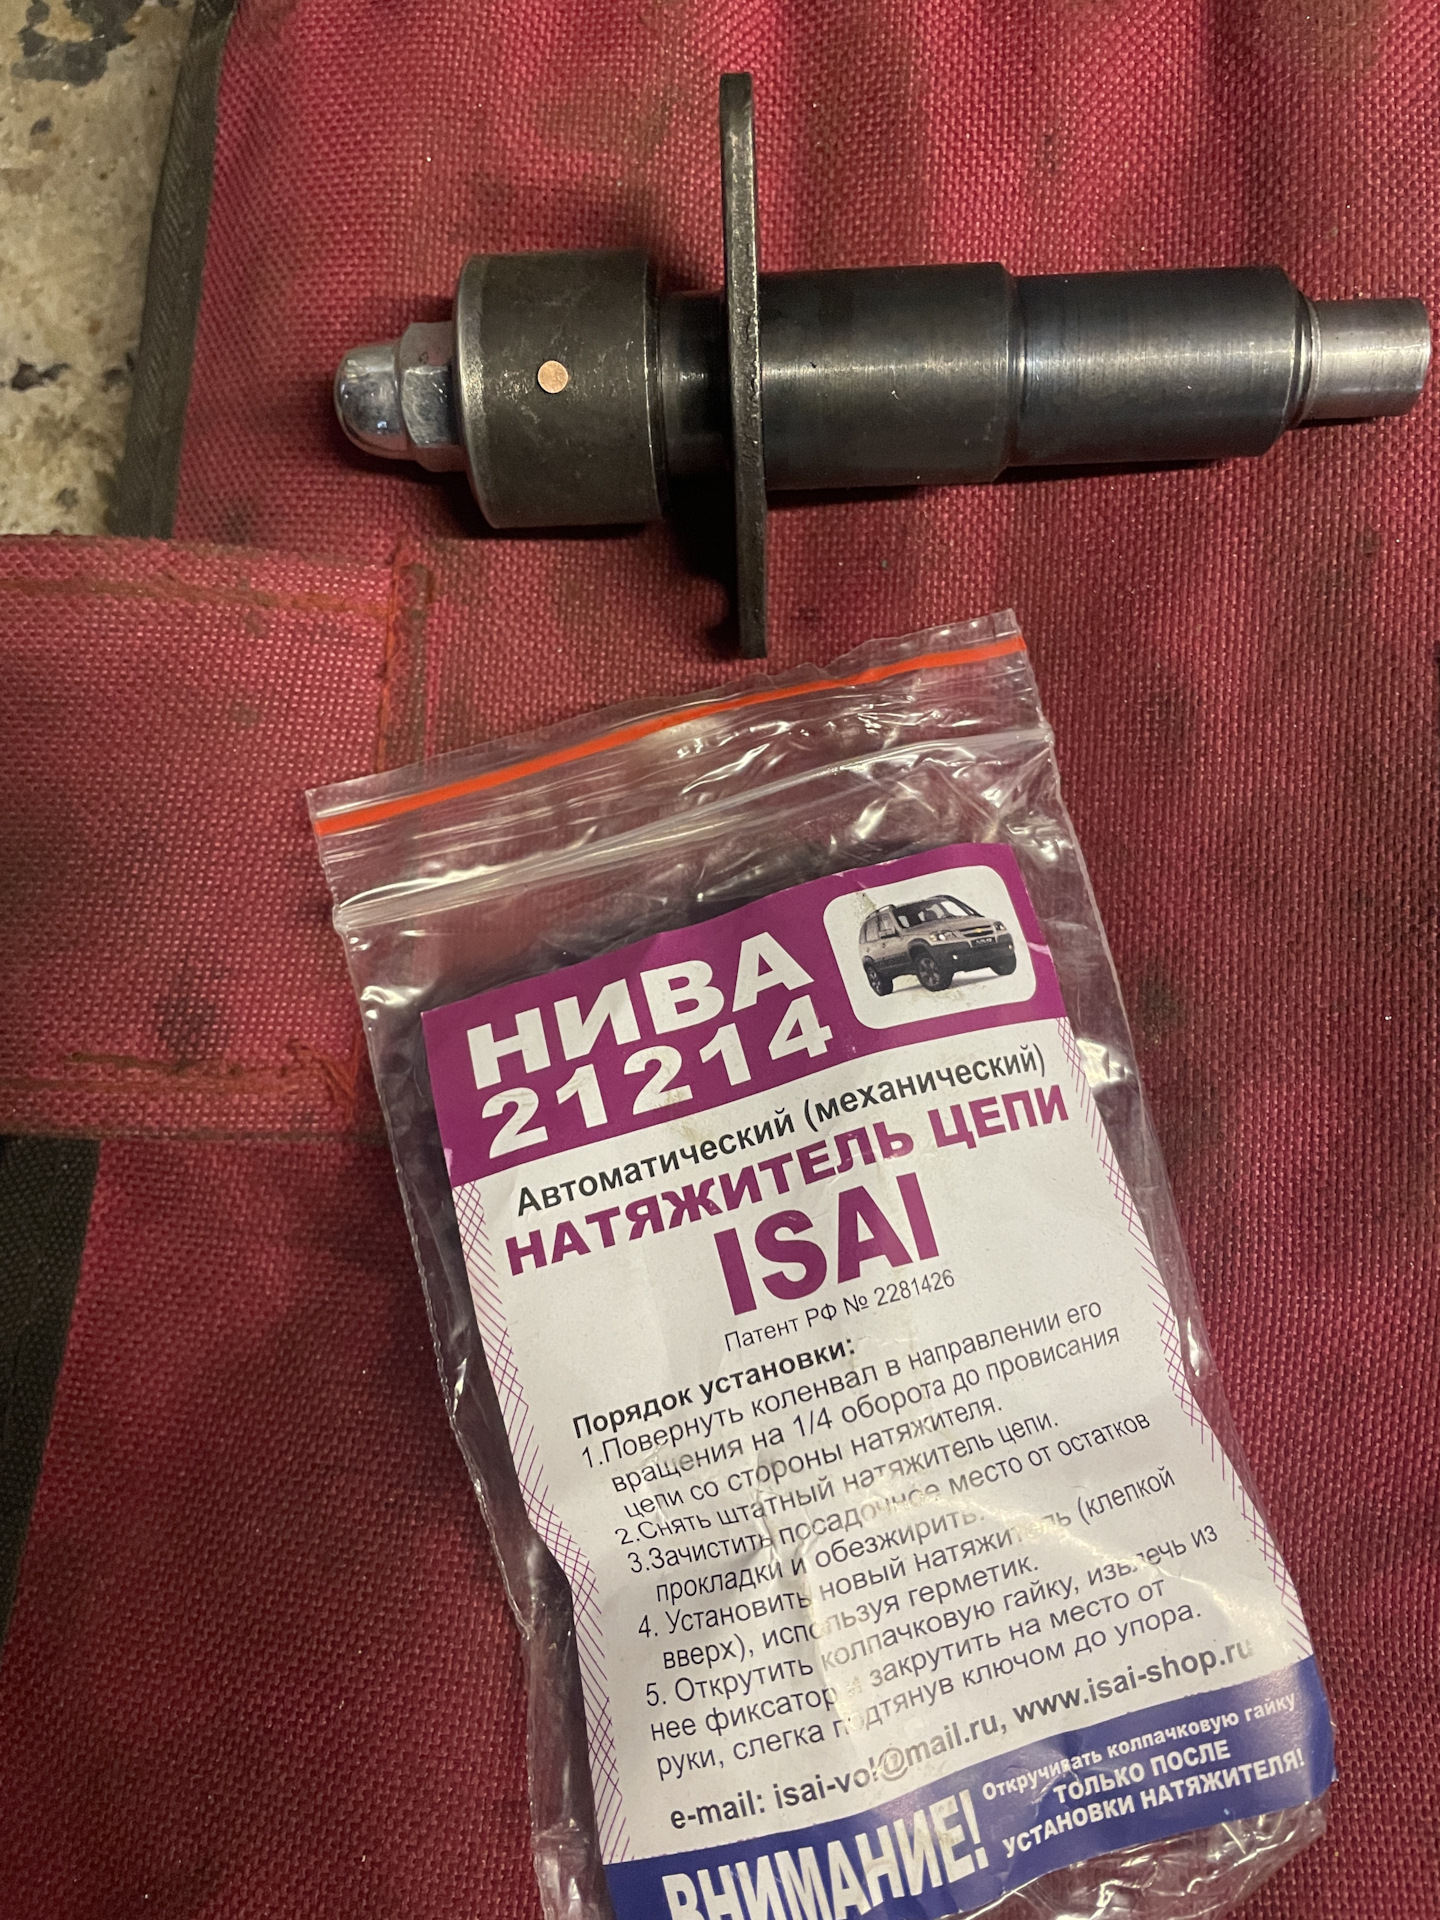 НИВА
21214
Автоматический (механический)
НАТЯЖИТЕЛЬ ЦЕПИ
ISAI
Патент РФ № 2281426
Порядок установки:
1.Повернуть коленвал в направлении его
вращения на 1/4 оборота до провисания
цепи со стороны натяжителя.
2.Снять штатный натяжитель цепи.
3.Зачистить посадочное место от остатков
прокладки и обезжирить.
4. Установить новый натяжитель (клепкой
вверх), используя герметик.
5. Открутить колпачковую гайку, извлечь из
нее фиксатор и закрутить на место от
руки, слегка подтянув ключом до упора.
e-mail: isai-vol@mail.ru, www.isai-shop.ru
ВНИМАНИЕ!
Откручивать колпачковую гайку
ТОЛЬКО ПОСЛЕ
УСТАНОВКИ НАТЯЖИТЕЛЯ!